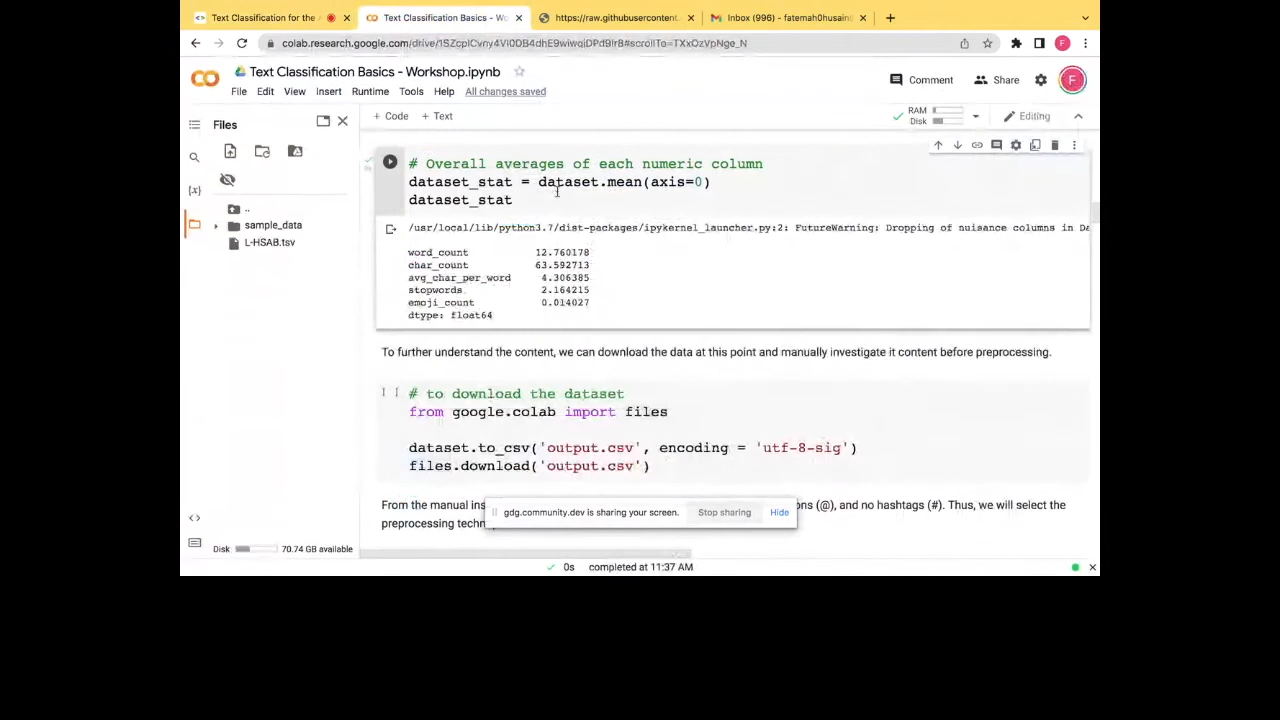 Text Classification for the
Text Classification Basics - Wo
https://raw.githubusercontent.
Inbox (996) - fatemah0husain
colab.research.google.com/drive/
Text Classification Basics - Workshop.ipynb
Comment
Share
F
File Edit View Insert Runtime Tools Help All changes saved
Files
+ Code + Text
RAM
Disk
Editing
..
sample_data
L-HSAB.tsv
# Overall averages of each numeric column
dataset_stat = dataset.mean(axis=0)
dataset_stat
/usr/local/lib/python3.7/dist-packages/ipykernel_launcher.py:2: FutureWarning: Dropping of nuisance columns in Da
word_count 12.760178
char_count 63.592713
avg_char_per_word 4.306385
stopwords 2.164215
emoji_count 0.014027
dtype: float64
To further understand the content, we can download the data at this point and manually investigate it content before preprocessing.
[ ] # to download the dataset
from google.colab import files
dataset.to_csv('output.csv', encoding = 'utf-8-sig')
files.download('output.csv')
From the manual ins ons (@), and no hashtags (#). Thus, we will select the
gdg.community.dev is sharing your screen. Stop sharing Hide
preprocessing techn
Disk 70.74 GB available
0s completed at 11:37 AM